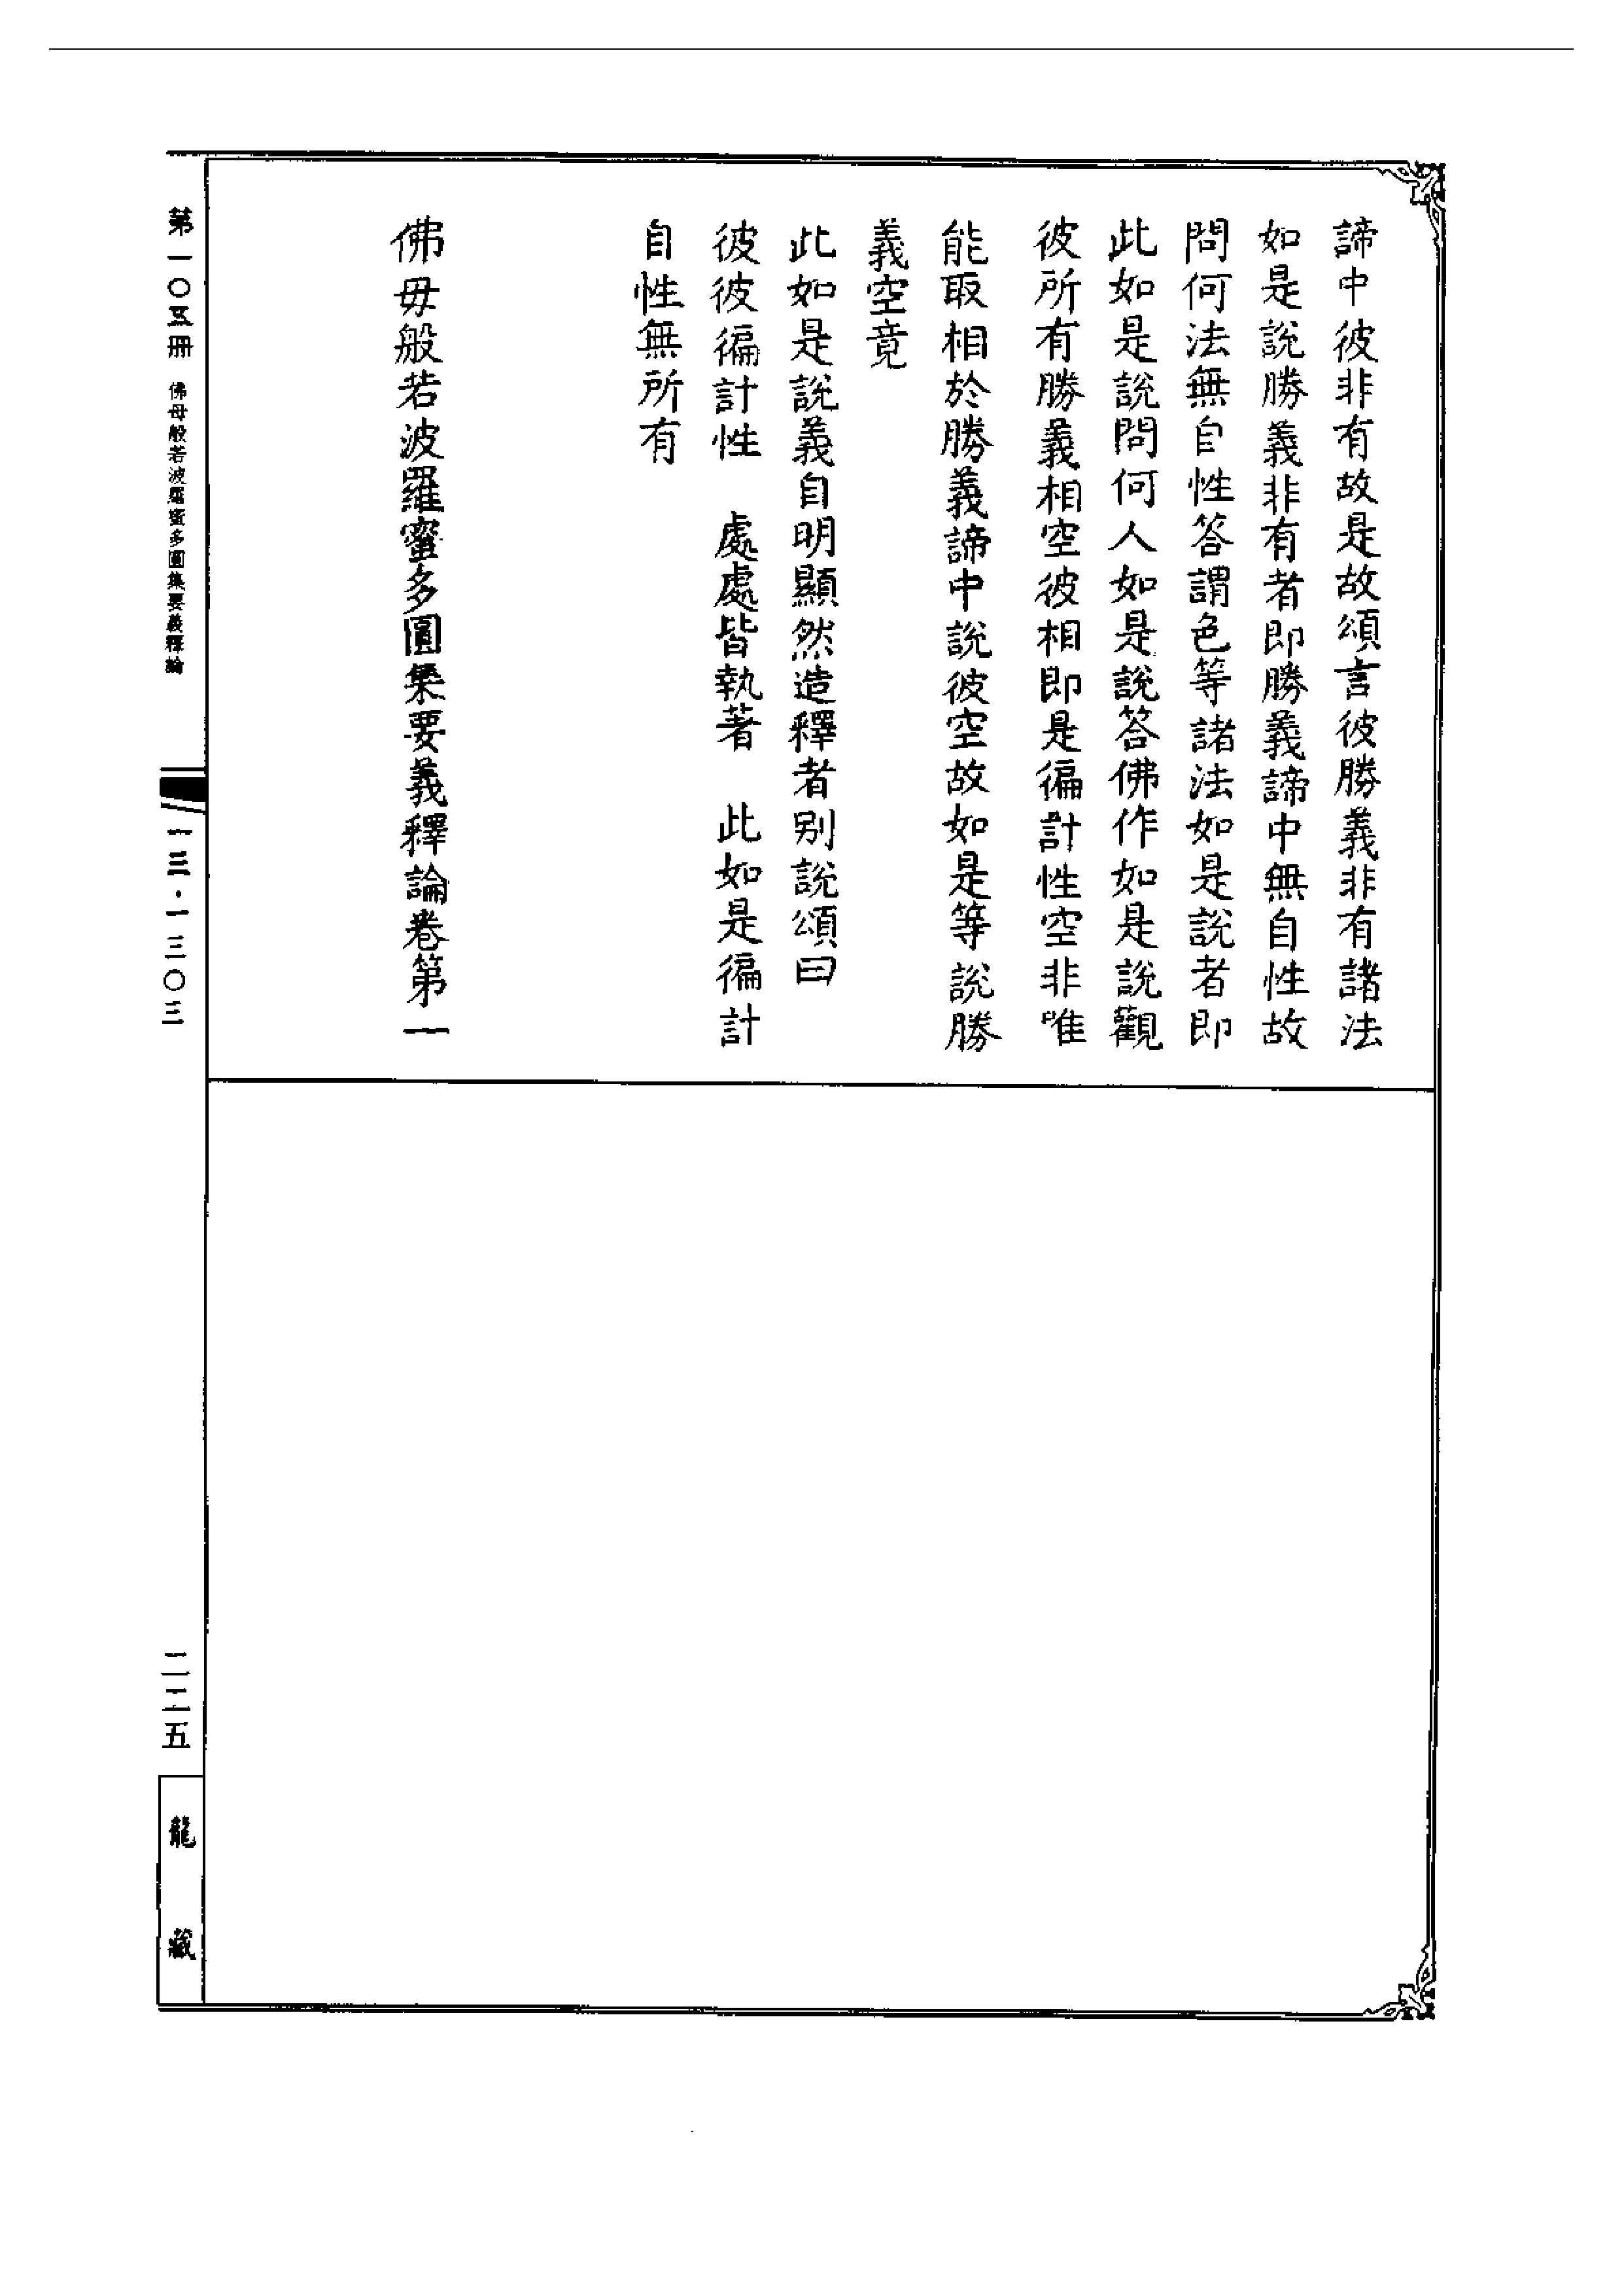 諦中彼非有故是故頌言彼勝義非有諸法
如是說勝義非有者即勝義諦中無自性故
問何法無自性答謂色等諸法如是說者即
此如是說問何人如是說答佛作如是說觀
彼所有勝義相空彼相即是徧計性空非唯
能取相於勝義諦中說彼空故如是等說勝
義空竟
此如是說義自明顯然造釋者別說頌曰
彼彼徧計性　處處皆執著　此如是徧計
自性無所有
佛毋般若波羅蜜多圓集要義釋論卷第一
第一〇五冊　佛母般若波羅蜜多圓集要義釋論
一三・一三〇三
二二五
龍藏